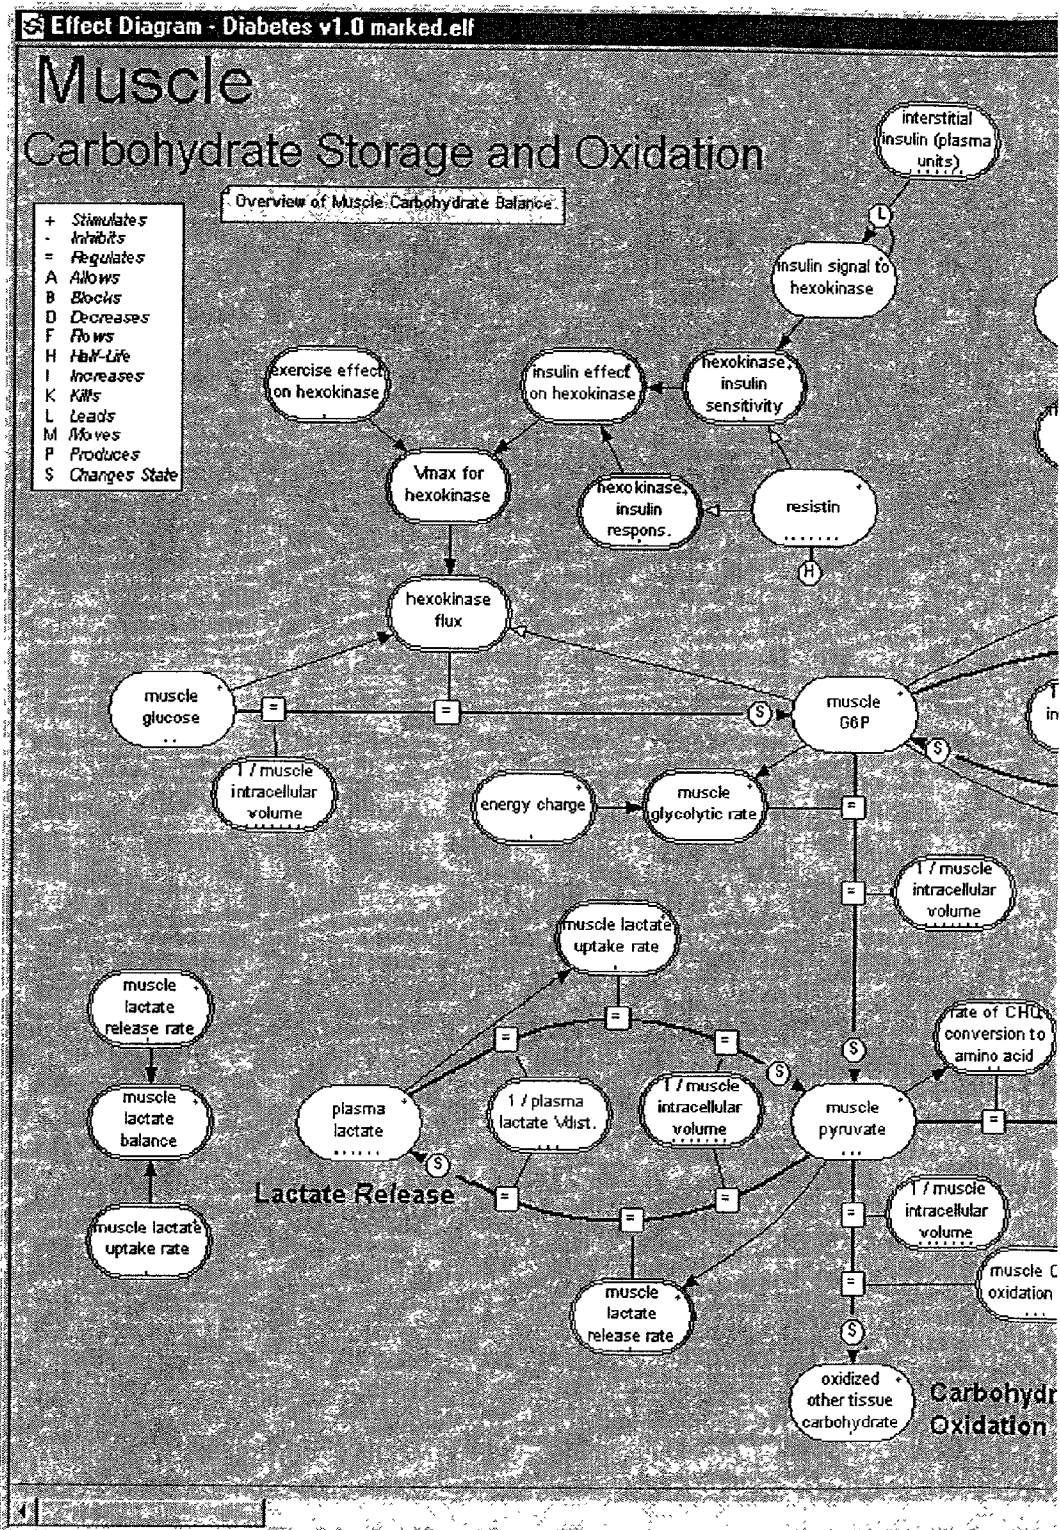 Effect Diagram - Diabetes v1.0 marked.elf
Muscle
Carbohydrate Storage and Oxidation
Overview of Muscle Carbohydrate Balance
+ Stimulates
- Inhibits
= Regulates
A Allows
B Blocks
D Decreases
F Flows
H Half-Life
I Increases
K Kills
L Leads
M Moves
P Produces
S Changes State
interstitial
insulin (plasma
units)
L
insulin signal to
hexokinase
exercise effect
on hexokinase
insulin effect
on hexokinase
hexokinase
insulin
sensitivity
Vmax for
hexokinase
hexokinase
insulin
respons.
resistin
H
hexokinase
flux
muscle
glucose
=
=
S
muscle
G6P
in
S
1 / muscle
intracellular
volume
energy charge
muscle
glycolytic rate
=
=
1 / muscle
intracellular
volume
muscle lactate
uptake rate
muscle
lactate
release rate
=
=
=
S
S
rate of CHO
conversion to
amino acid
muscle
lactate
balance
plasma
lactate
1 / plasma
lactate Vdist.
1 / muscle
intracellular
volume
muscle
pyruvate
=
S
Lactate Release
=
=
=
muscle lactate
uptake rate
=
1 / muscle
intracellular
volume
=
muscle C
oxidation
muscle
lactate
release rate
S
oxidized
other tissue
carbohydrate
Carbohydr
Oxidation